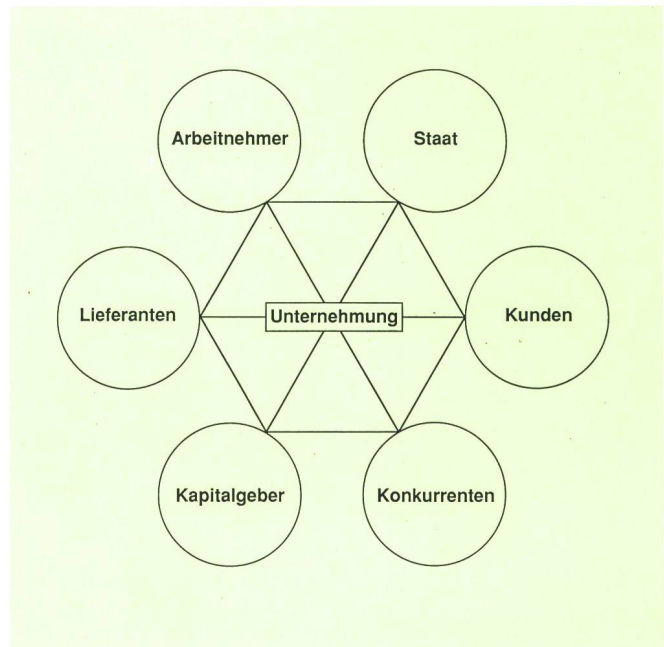 Arbeitnehmer
Staat
Lieferanten
Unternehmung
Kunden
Kapitalgeber
Konkurrenten